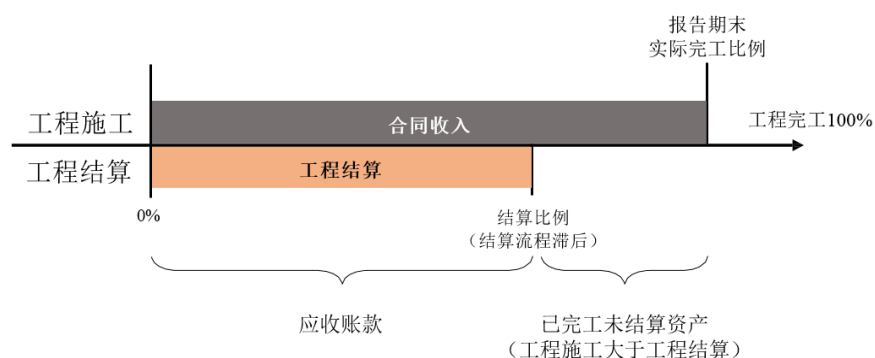 报告期末
实际完工比例
工程施工
合同收入
工程完工100%
工程结算
工程结算
0%
结算比例
（结算流程滞后）
应收账款
已完工未结算资产
（工程施工大于工程结算）